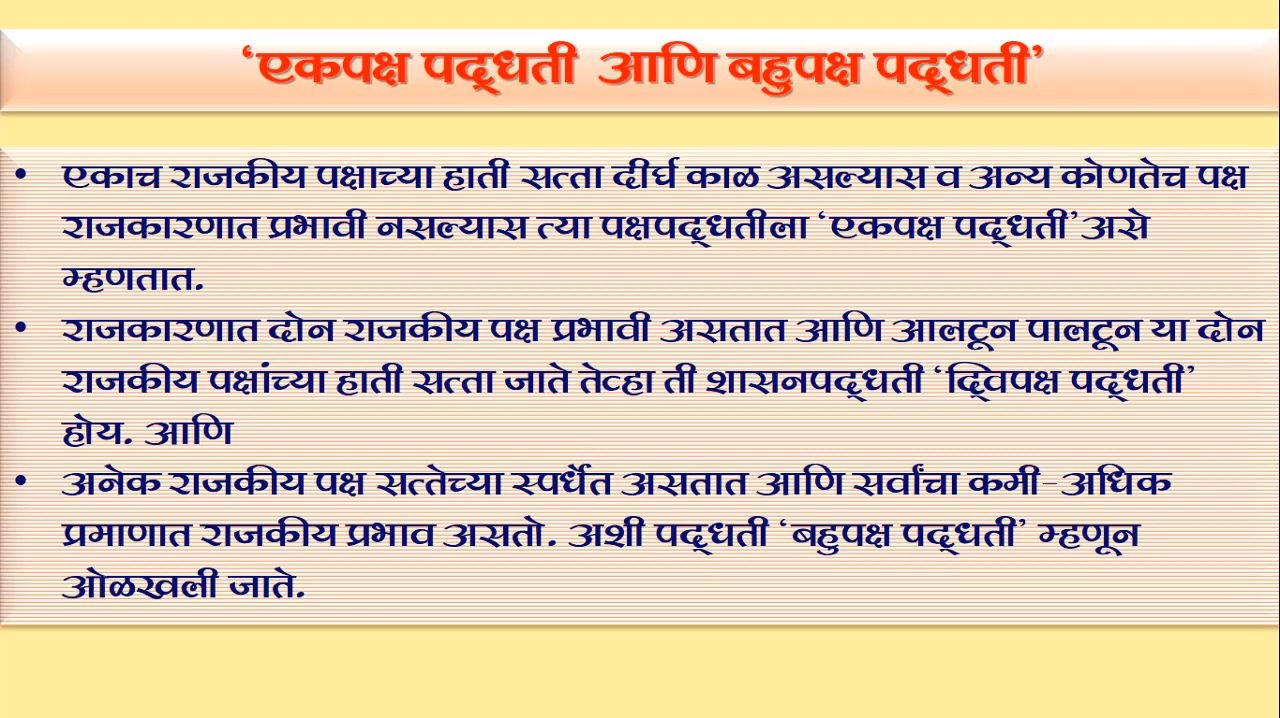 ‘एकपक्ष पद्धती आणि बहुपक्ष पद्धती’
• एकाच राजकीय पक्षाच्या हाती सत्ता दीर्घ काळ असल्यास व अन्य कोणतेच पक्ष
राजकारणात प्रभावी नसल्यास त्या पक्षपद्धतीला ‘एकपक्ष पद्धती’असे
म्हणतात.
• राजकारणात दोन राजकीय पक्ष प्रभावी असतात आणि आलटून पालटून या दोन
राजकीय पक्षांच्या हाती सत्ता जाते तेव्हा ती शासनपद्धती ‘द्विपक्ष पद्धती’
होय. आणि
• अनेक राजकीय पक्ष सत्तेच्या स्पर्धेत असतात आणि सर्वांचा कमी-अधिक
प्रमाणात राजकीय प्रभाव असतो. अशी पद्धती ‘बहुपक्ष पद्धती’ म्हणून
ओळखली जाते.